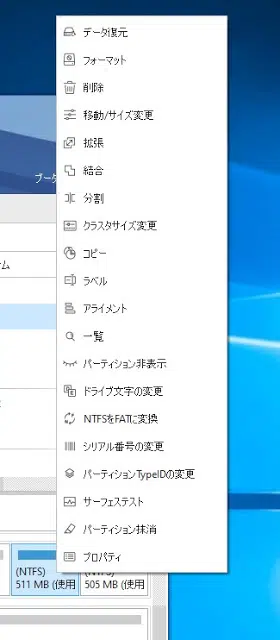 データ復元
フォーマット
削除
移動/サイズ変更
拡張
結合
分割
クラスタサイズ変更
コピー
ラベル
アライメント
一覧
パーティション非表示
ドライブ文字の変更
NTFSをFATに変換
シリアル番号の変更
パーティションTypeIDの変更
サーフェステスト
パーティション抹消
プロパティ
ブータ
ム
(NTFS) (NTFS)
511 MB (使用 505 MB (使用